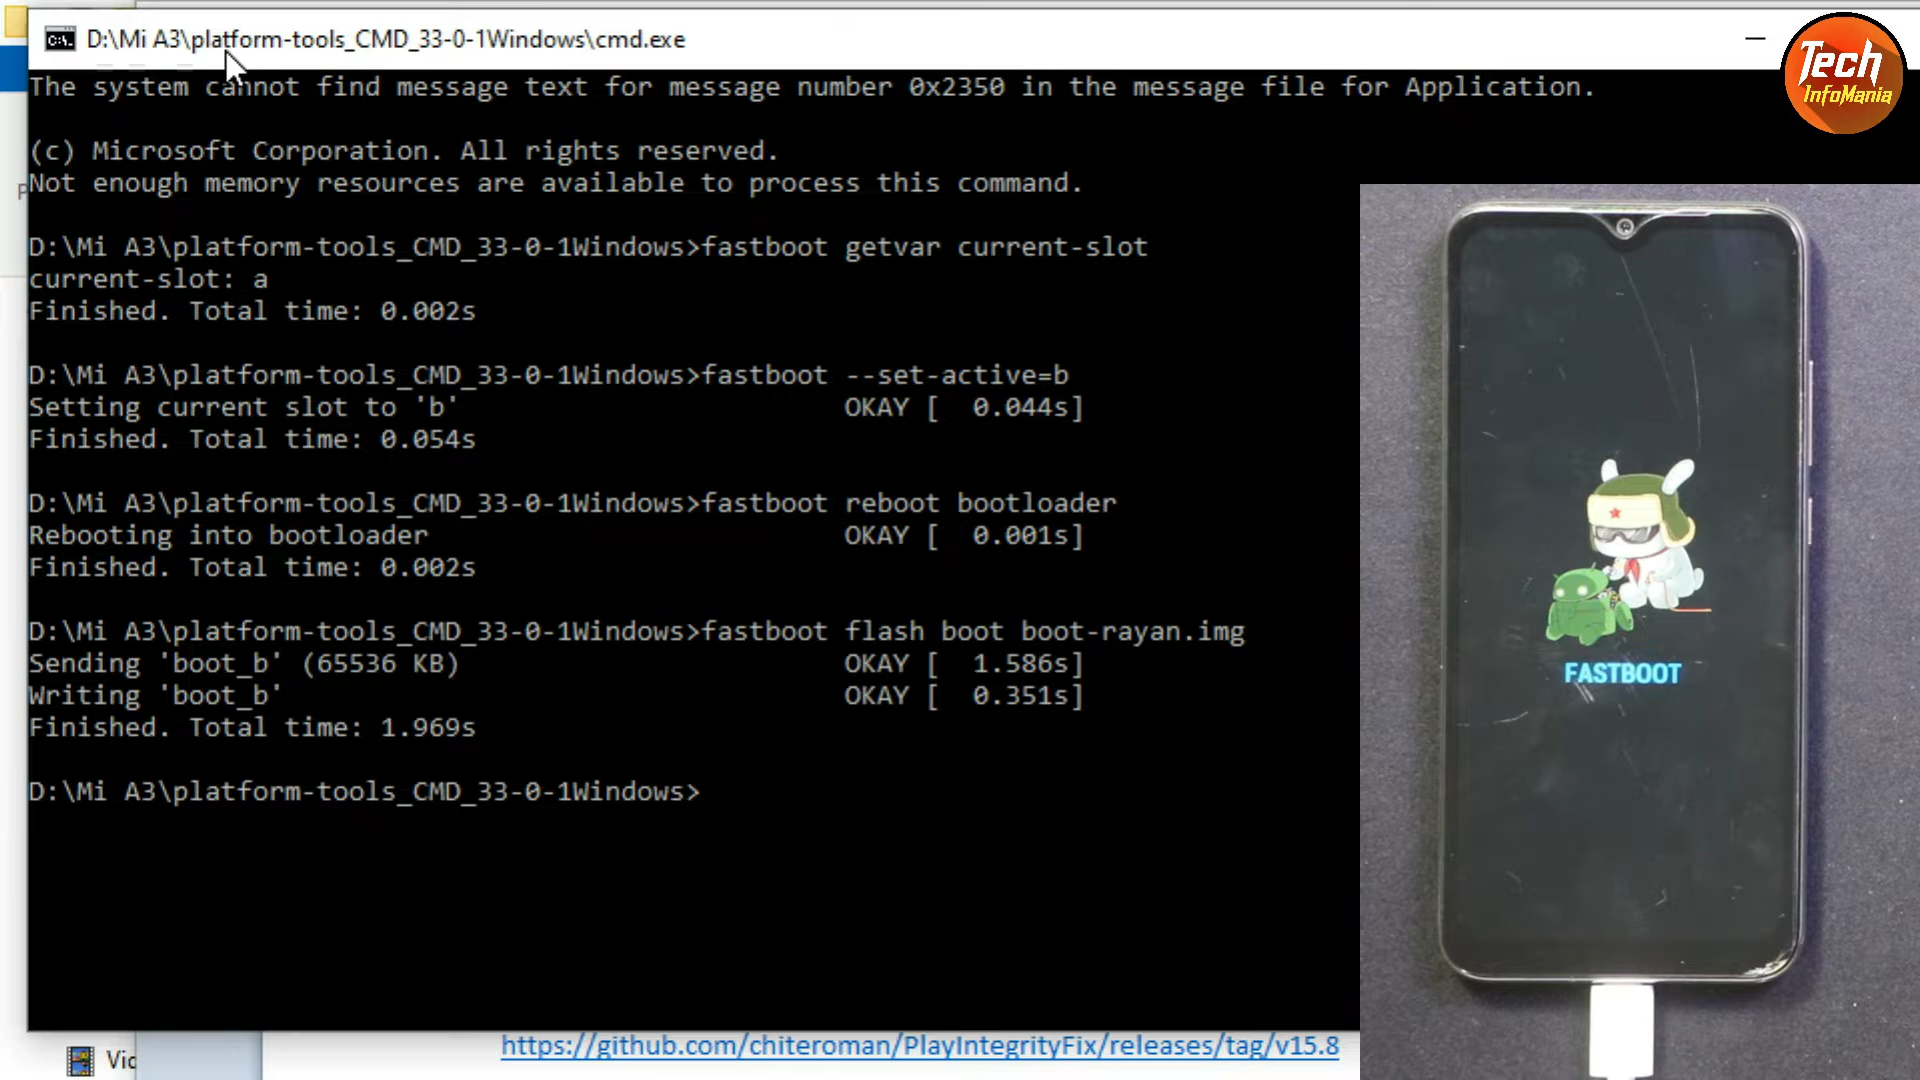 D:\Mi A3\platform-tools_CMD_33-0-1Windows\cmd.exe
The system cannot find message text for message number 0x2350 in the message file for Application.
(c) Microsoft Corporation. All rights reserved.
Not enough memory resources are available to process this command.
D:\Mi A3\platform-tools_CMD_33-0-1Windows>fastboot getvar current-slot
current-slot: a
Finished. Total time: 0.002s
D:\Mi A3\platform-tools_CMD_33-0-1Windows>fastboot --set-active=b
Setting current slot to 'b' OKAY [ 0.044s]
Finished. Total time: 0.054s
D:\Mi A3\platform-tools_CMD_33-0-1Windows>fastboot reboot bootloader
Rebooting into bootloader OKAY [ 0.001s]
Finished. Total time: 0.002s
D:\Mi A3\platform-tools_CMD_33-0-1Windows>fastboot flash boot boot-rayan.img
Sending 'boot_b' (65536 KB) OKAY [ 1.586s]
Writing 'boot_b' OKAY [ 0.351s]
Finished. Total time: 1.969s
D:\Mi A3\platform-tools_CMD_33-0-1Windows>
https://github.com/chiteroman/PlayIntegrityFix/releases/tag/v15.8
Tech
InfoMania
FASTBOOT